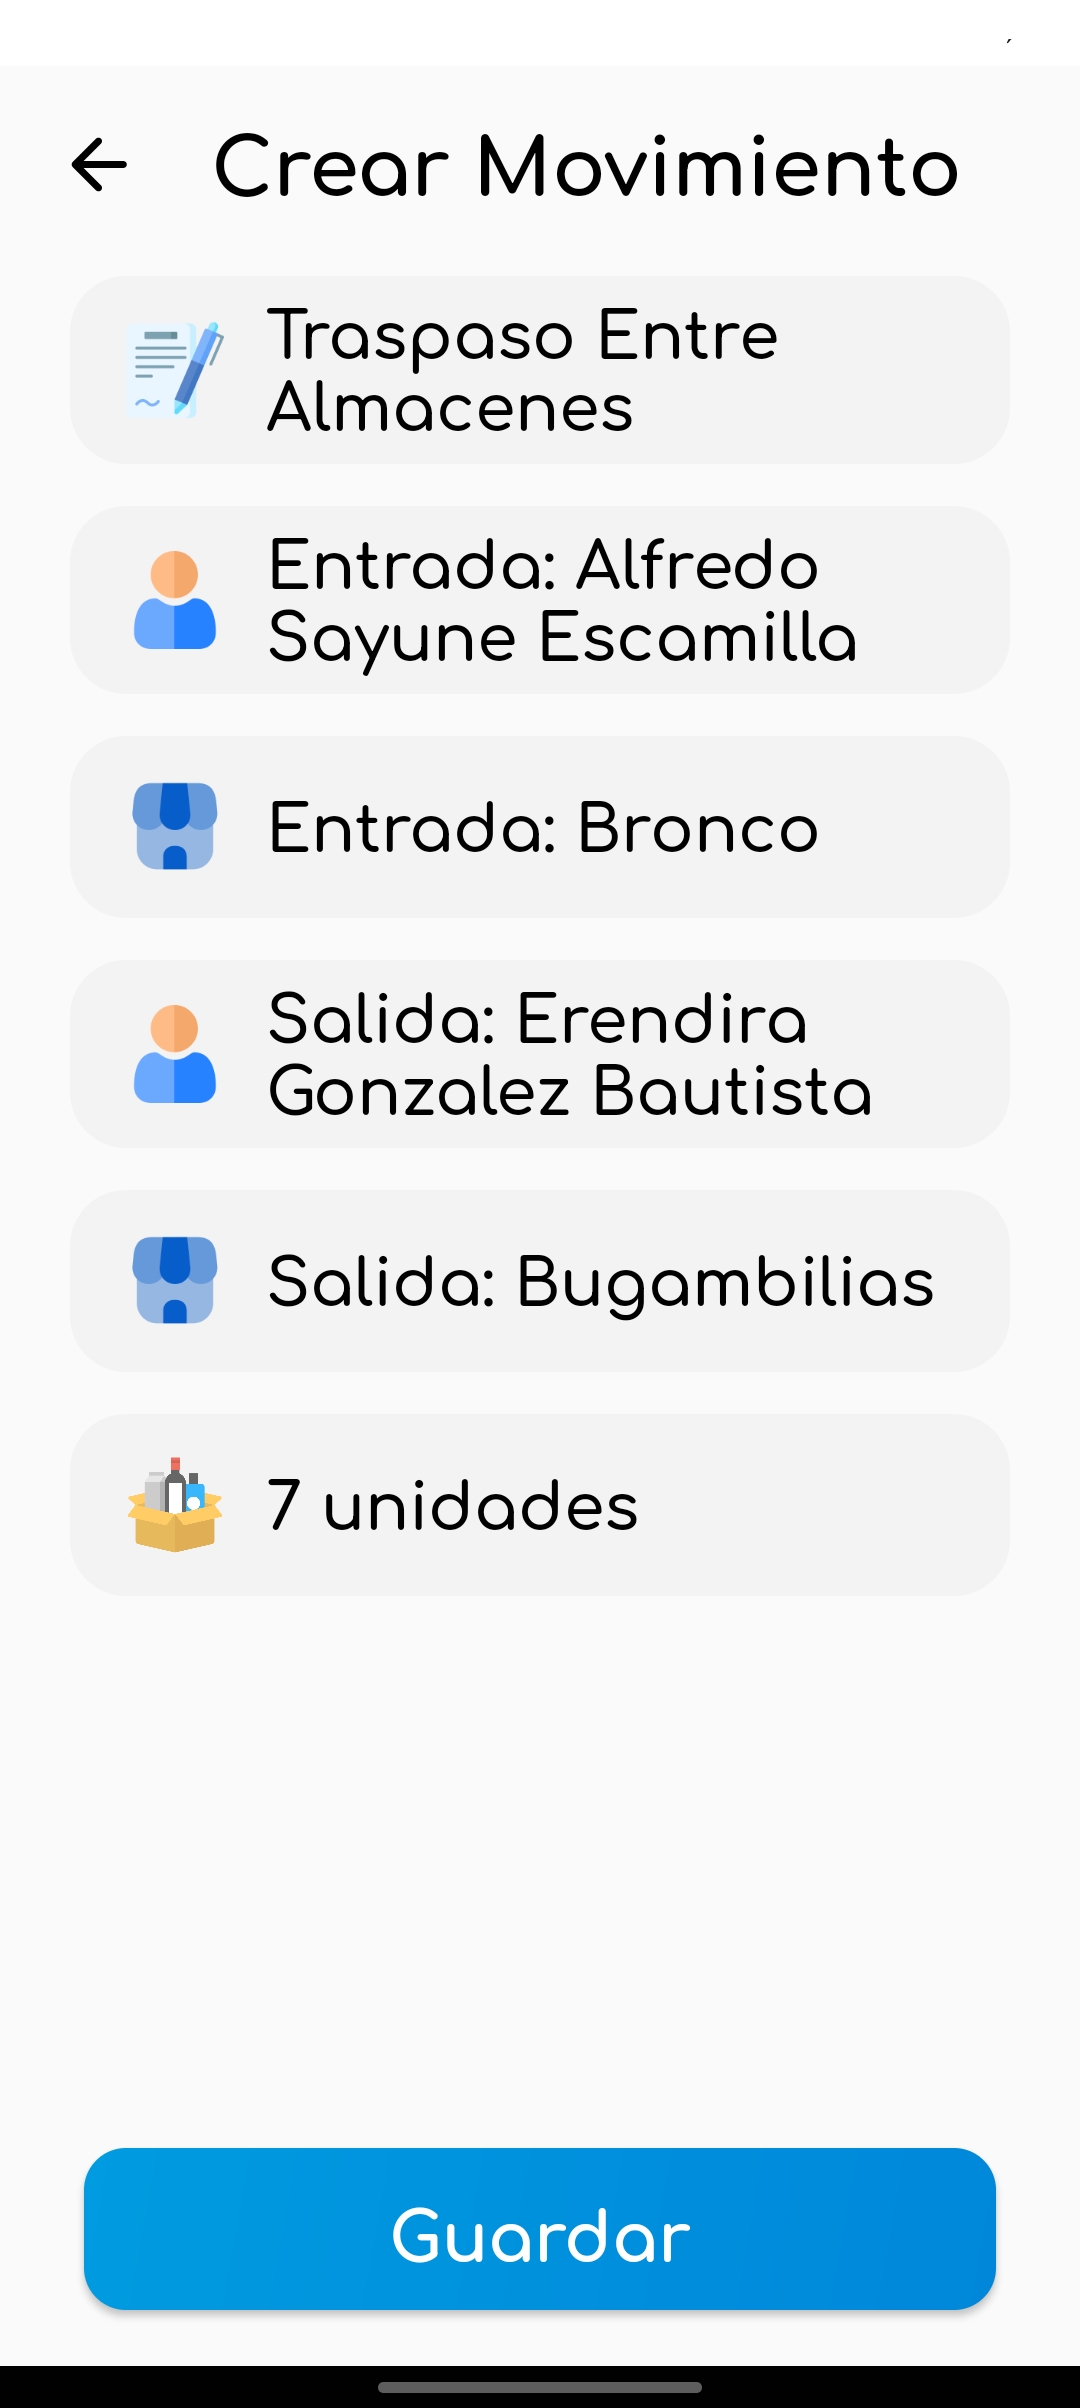 Crear Movimiento
Traspaso Entre
Almacenes
Entrada: Alfredo
Sayune Escamilla
Entrada: Bronco
Salida: Erendira
Gonzalez Bautista
Salida: Bugambilias
7 unidades
Guardar